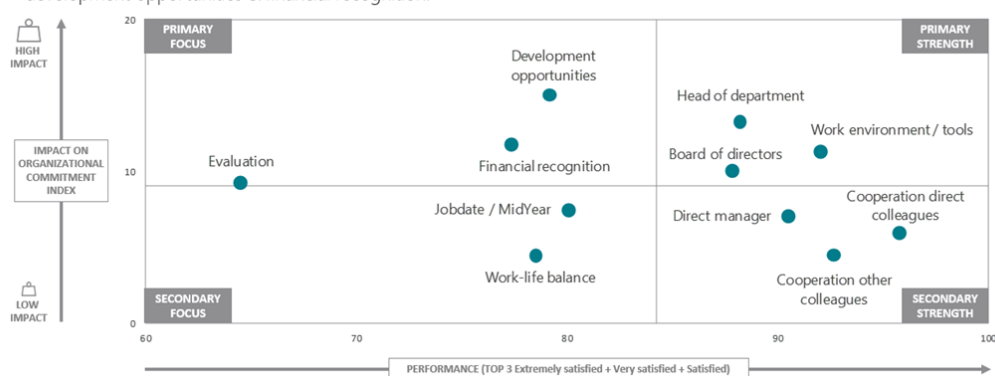 20
PRIMARY
FOCUS
PRIMARY
STRENGTH
HIGH
IMPACT
Development
opportunities
Head of department
Work environment / tools
IMPACT ON
ORGANIZATIONAL
COMMITMENT
INDEX
Evaluation
Financial recognition
Board of directors
10
Jobdate / MidYear
Direct manager
Cooperation direct
colleagues
Work-life balance
Cooperation other
colleagues
LOW
IMPACT
SECONDARY
FOCUS
SECONDARY
STRENGTH
0
60
70
80
90
100
PERFORMANCE (TOP 3 Extremely satisfied + Very satisfied + Satisfied)